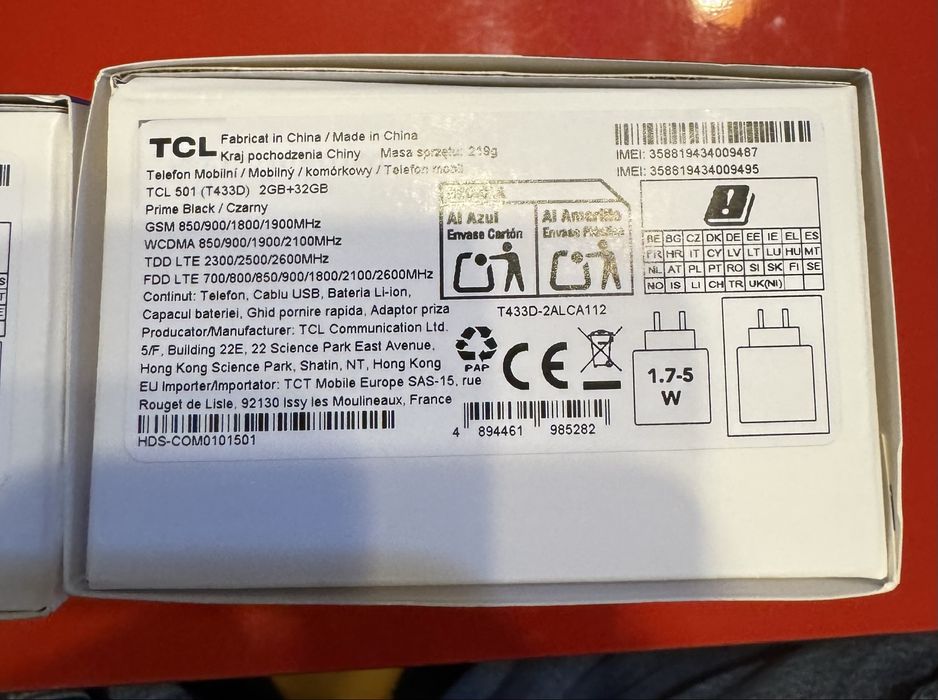 TCL Fabricat in China / Made in China
Kraj pochodzenia Chiny Masa sprzętu: 219g
Telefon Mobilni / Mobilný / komórkowy / Telefon mobil
TCL 501 (T433D) 2GB+32GB
Prime Black / Czarny
GSM 850/900/1800/1900MHz
WCDMA 850/900/1900/2100MHz
TDD LTE 2300/2500/2600MHz
FDD LTE 700/800/850/900/1800/2100/2600MHz
Continut: Telefon, Cablu USB, Bateria Li-ion,
Capacul bateriei, Ghid pornire rapida, Adaptor priza
Producator/Manufacturer: TCL Communication Ltd.
5/F, Building 22E, 22 Science Park East Avenue,
Hong Kong Science Park, Shatin, NT, Hong Kong
EU Importer/Importator: TCT Mobile Europe SAS-15, rue
Rouget de Lisle, 92130 Issy les Moulineaux, France
HDS-COM0101501
IMEI: 358819434009487
IMEI: 358819434009495
Al Azul
Envase Cartón
Al Amarillo
Envase Plástico
BE BG CZ DK DE EE IE EL ES
FR HR IT CY LV LT LU HU MT
NL AT PL PT RO SI SK FI SE
NO IS LI CH TR UK(NI)
T433D-2ALCA112
PAP
CE
4 894461 985282
1.7-5
W